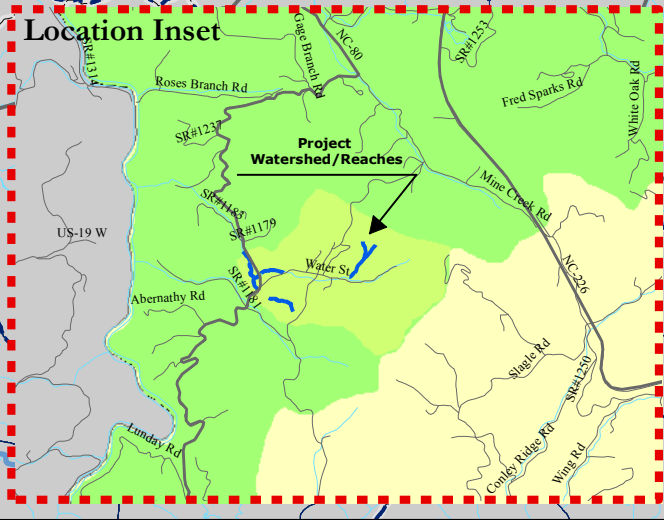 Location Inset
SR#1314
Gage Branch Rd
NC-80
SR#1253
Roses Branch Rd
Fred Sparks Rd
White Oak Rd
SR#1237
Project
Watershed/Reaches
Mine Creek Rd
SR#1183
SR#1179
US-19 W
Water St
NC-226
SR#1181
Abernathy Rd
Slagle Rd
SR#1250
Lunday Rd
Conley Ridge Rd
Wing Rd